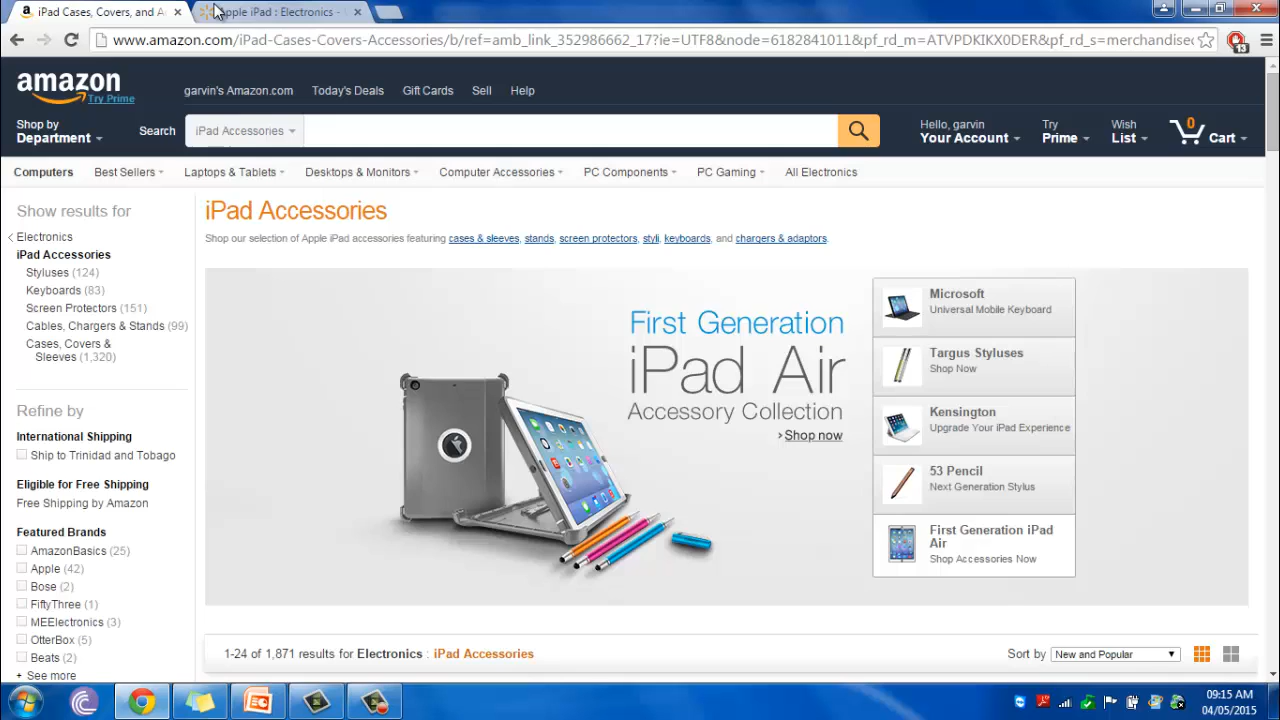 iPad Cases, Covers, and Ac
Apple iPad : Electronics -
www.amazon.com/iPad-Cases-Covers-Accessories/b/ref=amb_link_352986662_17?ie=UTF8&node=6182841011&pf_rd_m=ATVPDKIKX0DER&pf_rd_s=merchandised
13
amazon
Try Prime
garvin's Amazon.com Today's Deals Gift Cards Sell Help
Shop by
Department
Search
iPad Accessories
Hello, garvin
Your Account
Try
Prime
Wish
List
0
Cart
Computers Best Sellers Laptops & Tablets Desktops & Monitors Computer Accessories PC Components PC Gaming All Electronics
Show results for
Electronics
iPad Accessories
Styluses (124)
Keyboards (83)
Screen Protectors (151)
Cables, Chargers & Stands (99)
Cases, Covers &
Sleeves (1,320)
Refine by
International Shipping
Ship to Trinidad and Tobago
Eligible for Free Shipping
Free Shipping by Amazon
Featured Brands
AmazonBasics (25)
Apple (42)
Bose (2)
FiftyThree (1)
MEElectronics (3)
OtterBox (5)
Beats (2)
+ See more
iPad Accessories
Shop our selection of Apple iPad accessories featuring cases & sleeves, stands, screen protectors, styli, keyboards, and chargers & adaptors.
First Generation
iPad Air
Accessory Collection
›Shop now
Microsoft
Universal Mobile Keyboard
Targus Styluses
Shop Now
Kensington
Upgrade Your iPad Experience
53 Pencil
Next Generation Stylus
First Generation iPad
Air
Shop Accessories Now
1-24 of 1,871 results for Electronics : iPad Accessories
Sort by New and Popular
09:15 AM
04/05/2015